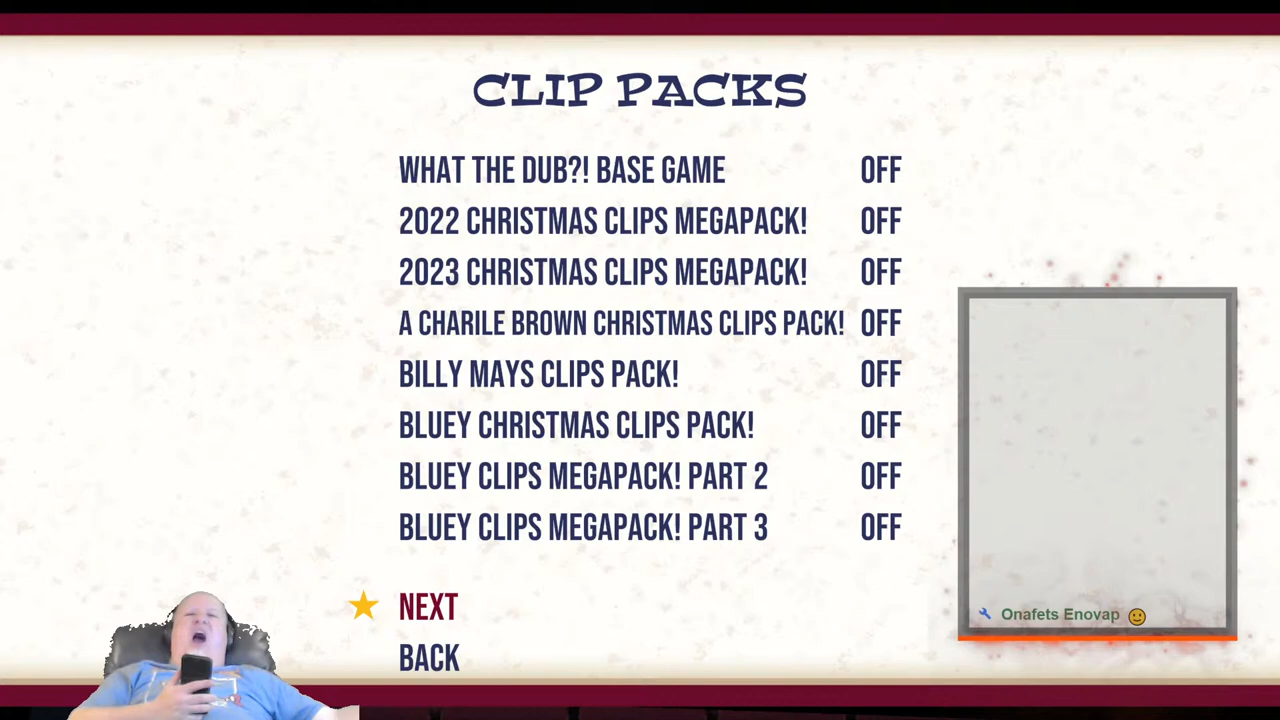 CLIP PACKS
WHAT THE DUB?! BASE GAME OFF
2022 CHRISTMAS CLIPS MEGAPACK! OFF
2023 CHRISTMAS CLIPS MEGAPACK! OFF
A CHARILE BROWN CHRISTMAS CLIPS PACK! OFF
BILLY MAYS CLIPS PACK! OFF
BLUEY CHRISTMAS CLIPS PACK! OFF
BLUEY CLIPS MEGAPACK! PART 2 OFF
BLUEY CLIPS MEGAPACK! PART 3 OFF
NEXT
BACK
Onafets Enovap